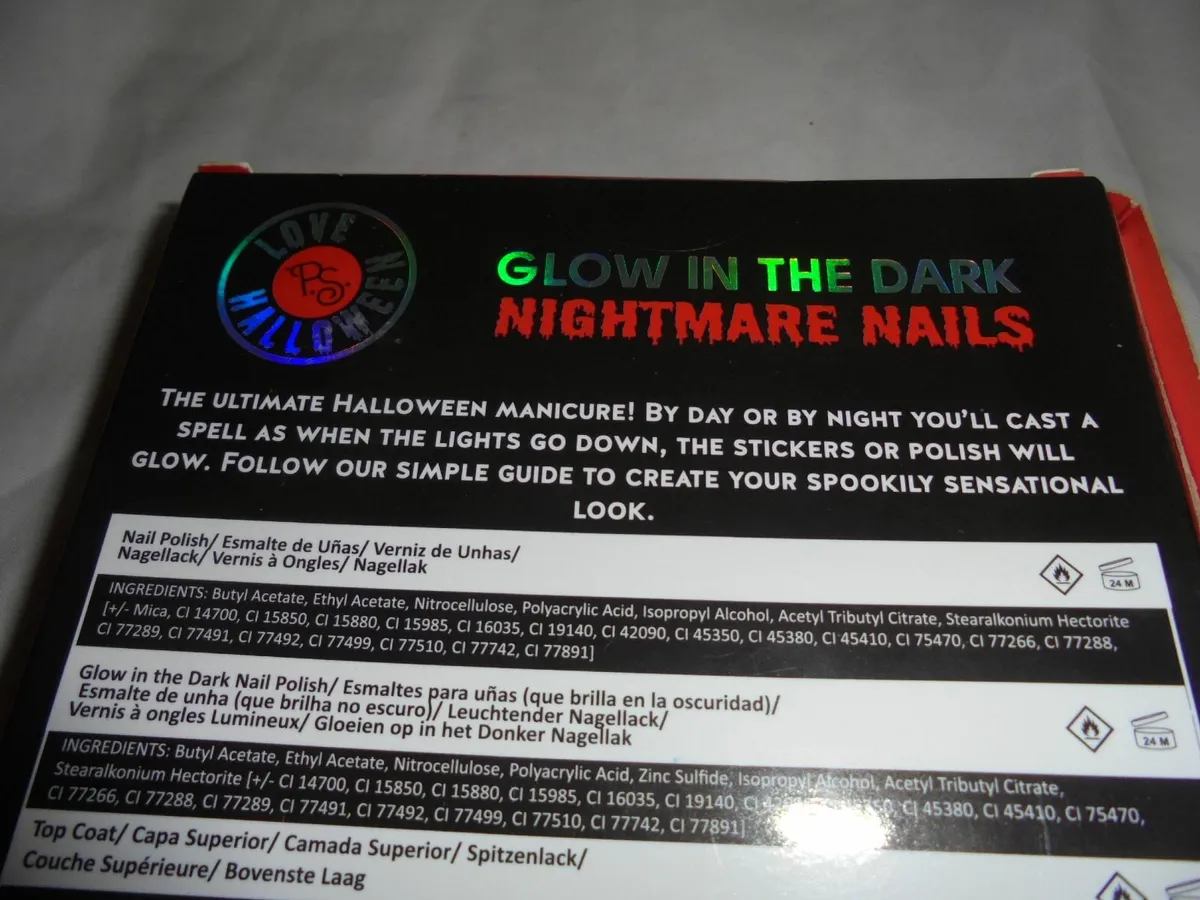 LOVE
P.S.
HALLOWEEN
GLOW IN THE DARK
NIGHTMARE NAILS
THE ULTIMATE HALLOWEEN MANICURE! BY DAY OR BY NIGHT YOU'LL CAST A
SPELL AS WHEN THE LIGHTS GO DOWN, THE STICKERS OR POLISH WILL
GLOW. FOLLOW OUR SIMPLE GUIDE TO CREATE YOUR SPOOKILY SENSATIONAL
LOOK.
Nail Polish/ Esmalte de Uñas/ Verniz de Unhas/
Nagellack/ Vernis à Ongles/ Nagellak
24 M
INGREDIENTS: Butyl Acetate, Ethyl Acetate, Nitrocellulose, Polyacrylic Acid, Isopropyl Alcohol, Acetyl Tributyl Citrate, Stearalkonium Hectorite
[+/- Mica, CI 14700, CI 15850, CI 15880, CI 15985, CI 16035, CI 19140, CI 42090, CI 45350, CI 45380, CI 45410, CI 75470, CI 77266, CI 77288,
CI 77289, CI 77491, CI 77492, CI 77499, CI 77510, CI 77742, CI 77891]
Glow in the Dark Nail Polish/ Esmaltes para uñas (que brilla en la oscuridad)/
Esmalte de unha (que brilha no escuro)/ Leuchtender Nagellack/
Vernis à ongles Lumineux/ Gloeien op in het Donker Nagellak
24 M
INGREDIENTS: Butyl Acetate, Ethyl Acetate, Nitrocellulose, Polyacrylic Acid, Zinc Sulfide, Isopropyl Alcohol, Acetyl Tributyl Citrate,
Stearalkonium Hectorite [+/- CI 14700, CI 15850, CI 15880, CI 15985, CI 16035, CI 19140, CI 45380, CI 45410, CI 75470,
CI 77266, CI 77288, CI 77289, CI 77491, CI 77492, CI 77499, CI 77510, CI 77742, CI 77891]
Top Coat/ Capa Superior/ Camada Superior/ Spitzenlack/
Couche Supérieure/ Bovenste Laag